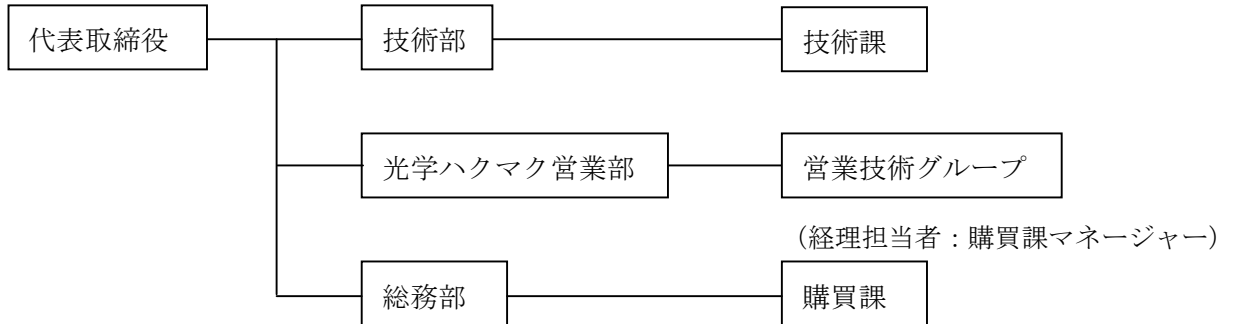 代表取締役 技術部 技術課
光学ハクマク営業部 営業技術グループ
（経理担当者：購買課マネージャー）
総務部 購買課